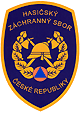 HASIČSKÝ
ZÁCHRANNÝ SBOR
ČESKÉ REPUBLIKY